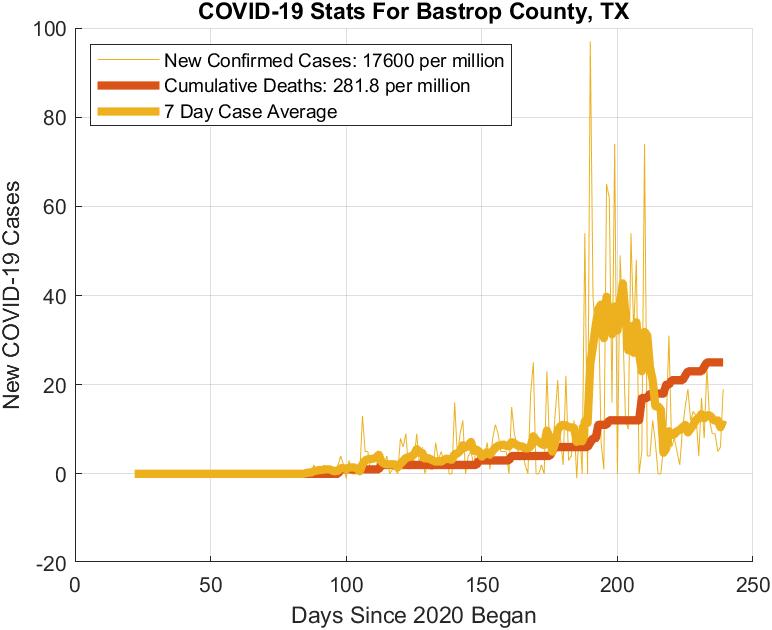 COVID-19 Stats For Bastrop County, TX
New Confirmed Cases: 17600 per million
Cumulative Deaths: 281.8 per million
7 Day Case Average
New COVID-19 Cases
100
80
60
40
20
0
-20
0 50 100 150 200 250
Days Since 2020 Began